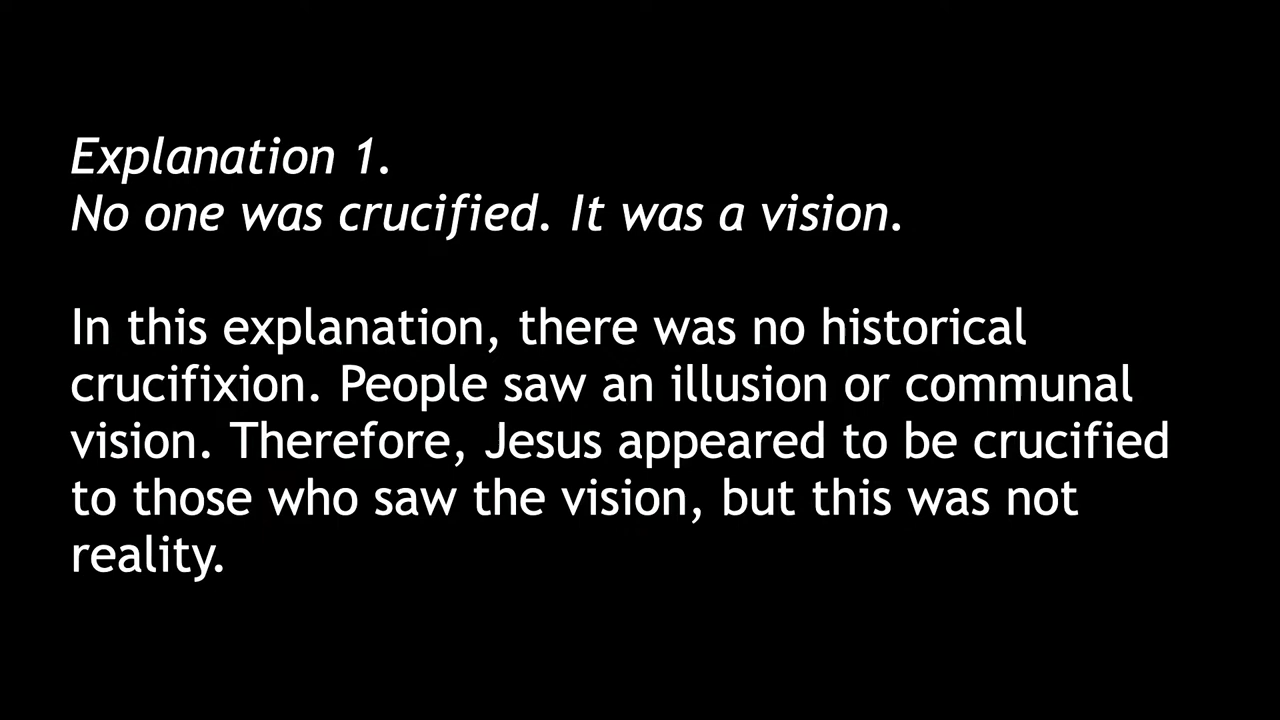 Explanation 1.
No one was crucified. It was a vision.
In this explanation, there was no historical
crucifixion. People saw an illusion or communal
vision. Therefore, Jesus appeared to be crucified
to those who saw the vision, but this was not
reality.